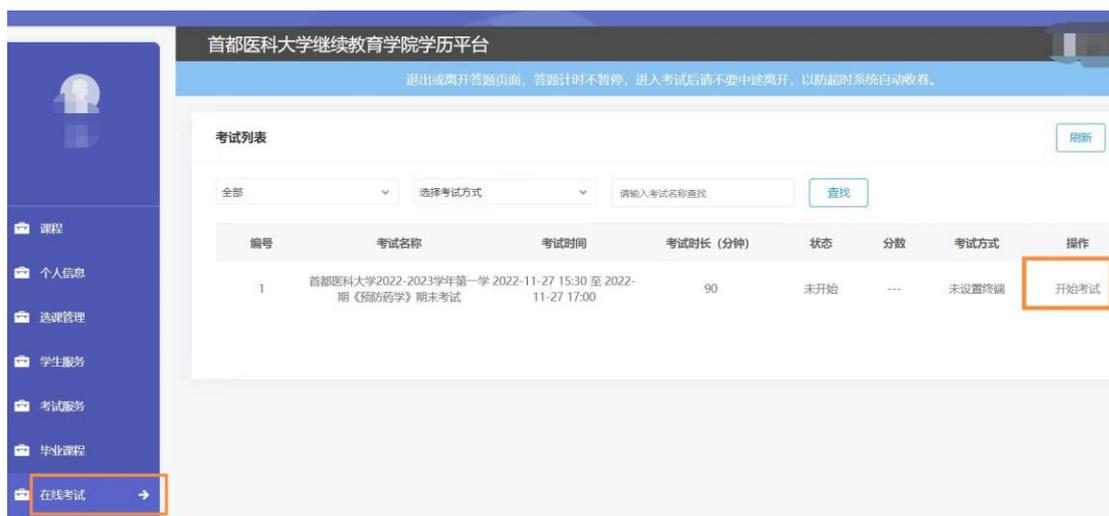 首都医科大学继续教育学院学历平台
退出或离开答题页面，答题计时不暂停，进入考试后请不要中途离开，以防超时系统自动收卷。
考试列表
刷新
全部 选择考试方式 请输入考试名称查找 查找
编号 考试名称 考试时间 考试时长（分钟） 状态 分数 考试方式 操作
1 首都医科大学2022-2023学年第一学 2022-11-27 15:30 至 2022- 90 未开始 --- 未设置终端 开始考试
期《预防药学》期末考试 11-27 17:00
课程
个人信息
选课管理
学生服务
考试服务
毕业课程
在线考试